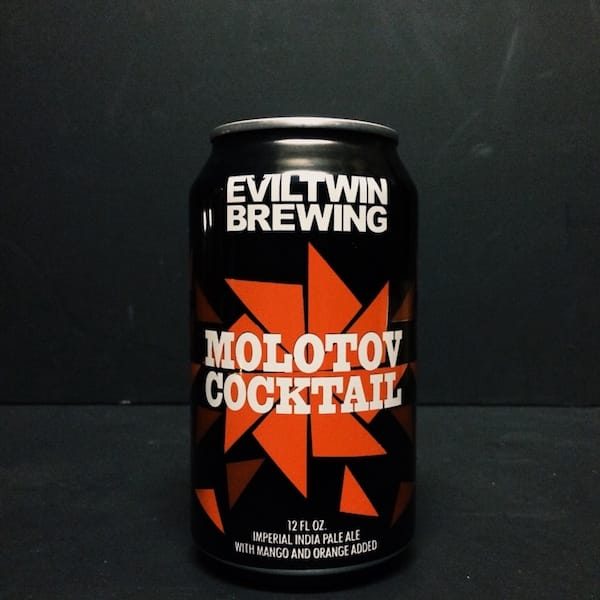 EVILTWIN
BREWING
MOLOTOV
COCKTAIL
12 FL OZ.
IMPERIAL INDIA PALE ALE
WITH MANGO AND ORANGE ADDED